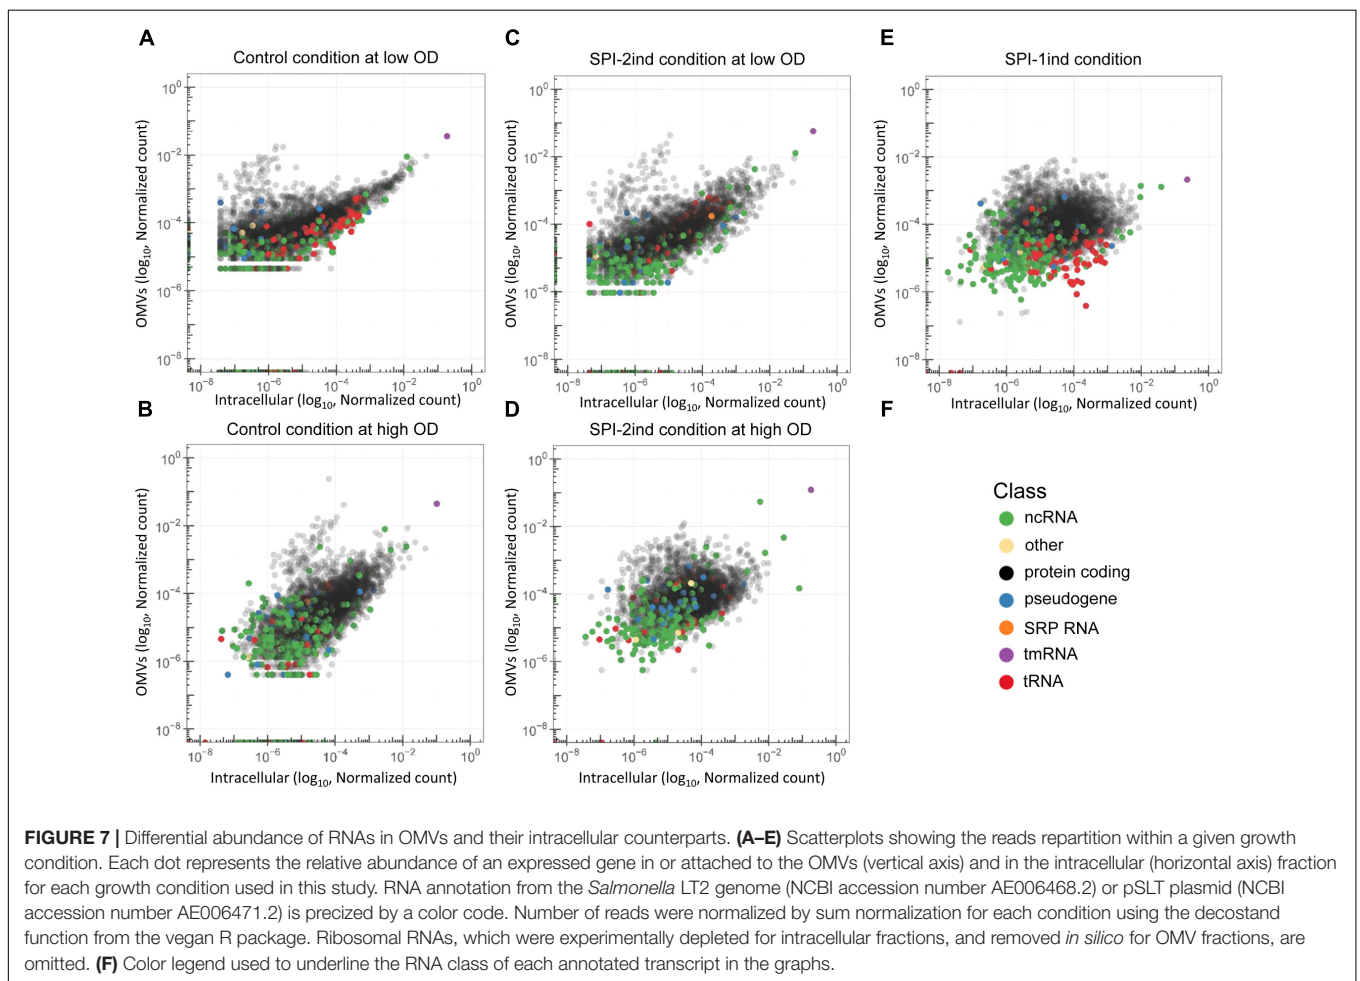 A
Control condition at low OD
OMVs (log10, Normalized count)
10^0
10^-2
10^-4
10^-6
10^-8
10^-8 10^-6 10^-4 10^-2 10^0
Intracellular (log10, Normalized count)
C
SPI-2ind condition at low OD
OMVs (log10, Normalized count)
10^0
10^-2
10^-4
10^-6
10^-8
10^-8 10^-6 10^-4 10^-2 10^0
Intracellular (log10, Normalized count)
E
SPI-1ind condition
OMVs (log10, Normalized count)
10^0
10^-2
10^-4
10^-6
10^-8
10^-8 10^-6 10^-4 10^-2 10^0
Intracellular (log10, Normalized count)
B
Control condition at high OD
OMVs (log10, Normalized count)
10^0
10^-2
10^-4
10^-6
10^-8
10^-8 10^-6 10^-4 10^-2 10^0
Intracellular (log10, Normalized count)
D
SPI-2ind condition at high OD
OMVs (log10, Normalized count)
10^0
10^-2
10^-4
10^-6
10^-8
10^-8 10^-6 10^-4 10^-2 10^0
Intracellular (log10, Normalized count)
F
Class
ncRNA
other
protein coding
pseudogene
SRP RNA
tmRNA
tRNA
FIGURE 7 | Differential abundance of RNAs in OMVs and their intracellular counterparts. (A–E) Scatterplots showing the reads repartition within a given growth
condition. Each dot represents the relative abundance of an expressed gene in or attached to the OMVs (vertical axis) and in the intracellular (horizontal axis) fraction
for each growth condition used in this study. RNA annotation from the Salmonella LT2 genome (NCBI accession number AE006468.2) or pSLT plasmid (NCBI
accession number AE006471.2) is precized by a color code. Number of reads were normalized by sum normalization for each condition using the decostand
function from the vegan R package. Ribosomal RNAs, which were experimentally depleted for intracellular fractions, and removed in silico for OMV fractions, are
omitted. (F) Color legend used to underline the RNA class of each annotated transcript in the graphs.